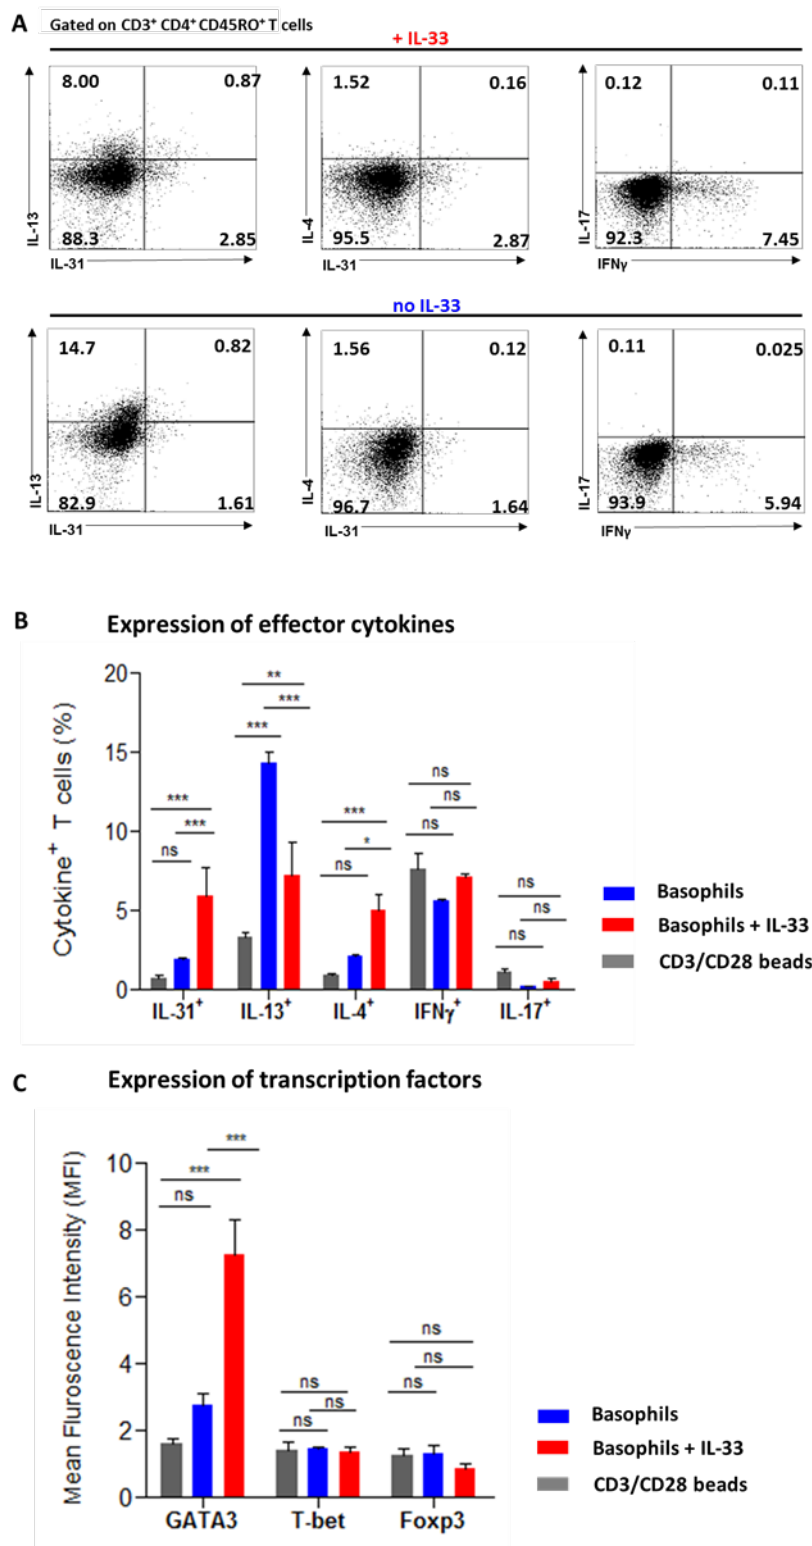 A
Gated on CD3⁺ CD4⁺ CD45RO⁺ T cells
+ IL-33
8.00 0.87
88.3 2.85
IL-13
IL-31
1.52 0.16
95.5 2.87
IL-4
IL-31
0.12 0.11
92.3 7.45
IL-17
IFNγ
no IL-33
14.7 0.82
82.9 1.61
IL-13
IL-31
1.56 0.12
96.7 1.64
IL-4
IL-31
0.11 0.025
93.9 5.94
IL-17
IFNγ
B
Expression of effector cytokines
Cytokine⁺ T cells (%)
20
15
10
5
0
*** 
***
ns
**
***
***
***
*
ns
ns
ns
ns
ns
ns
ns
IL-31⁺ IL-13⁺ IL-4⁺ IFNγ⁺ IL-17⁺
Basophils
Basophils + IL-33
CD3/CD28 beads
C
Expression of transcription factors
Mean Fluroscence Intensity (MFI)
10
8
6
4
2
0
***
***
ns
ns
ns
ns
ns
ns
ns
GATA3 T-bet Foxp3
Basophils
Basophils + IL-33
CD3/CD28 beads